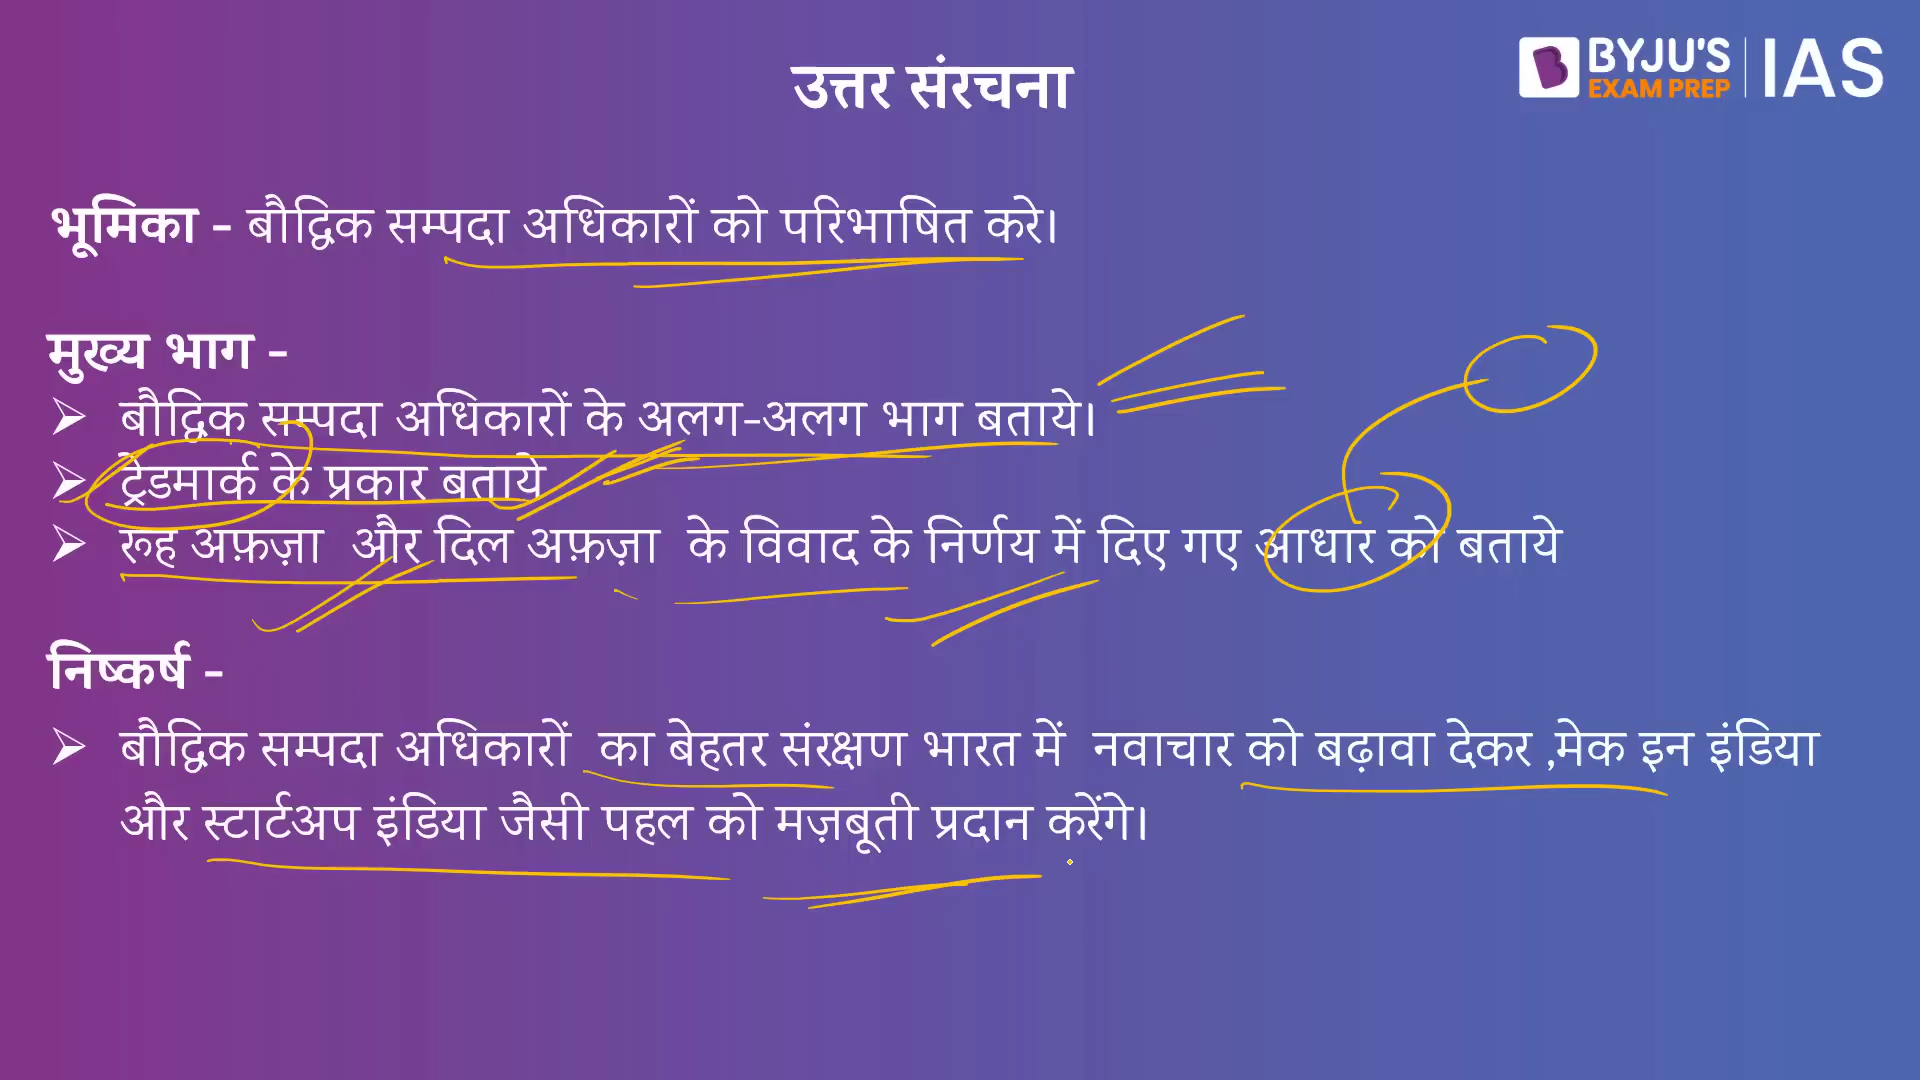 उत्तर संरचना
BYJU'S
EXAM PREP
IAS
भूमिका - बौद्धिक सम्पदा अधिकारों को परिभाषित करे।
मुख्य भाग -
बौद्धिक सम्पदा अधिकारों के अलग-अलग भाग बताये।
ट्रेडमार्क के प्रकार बताये
रुह अफ़ज़ा और दिल अफ़ज़ा के विवाद के निर्णय में दिए गए आधार को बताये
निष्कर्ष -
बौद्धिक सम्पदा अधिकारों का बेहतर संरक्षण भारत में नवाचार को बढ़ावा देकर ,मेक इन इंडिया
और स्टार्टअप इंडिया जैसी पहल को मज़बूती प्रदान करेंगे।